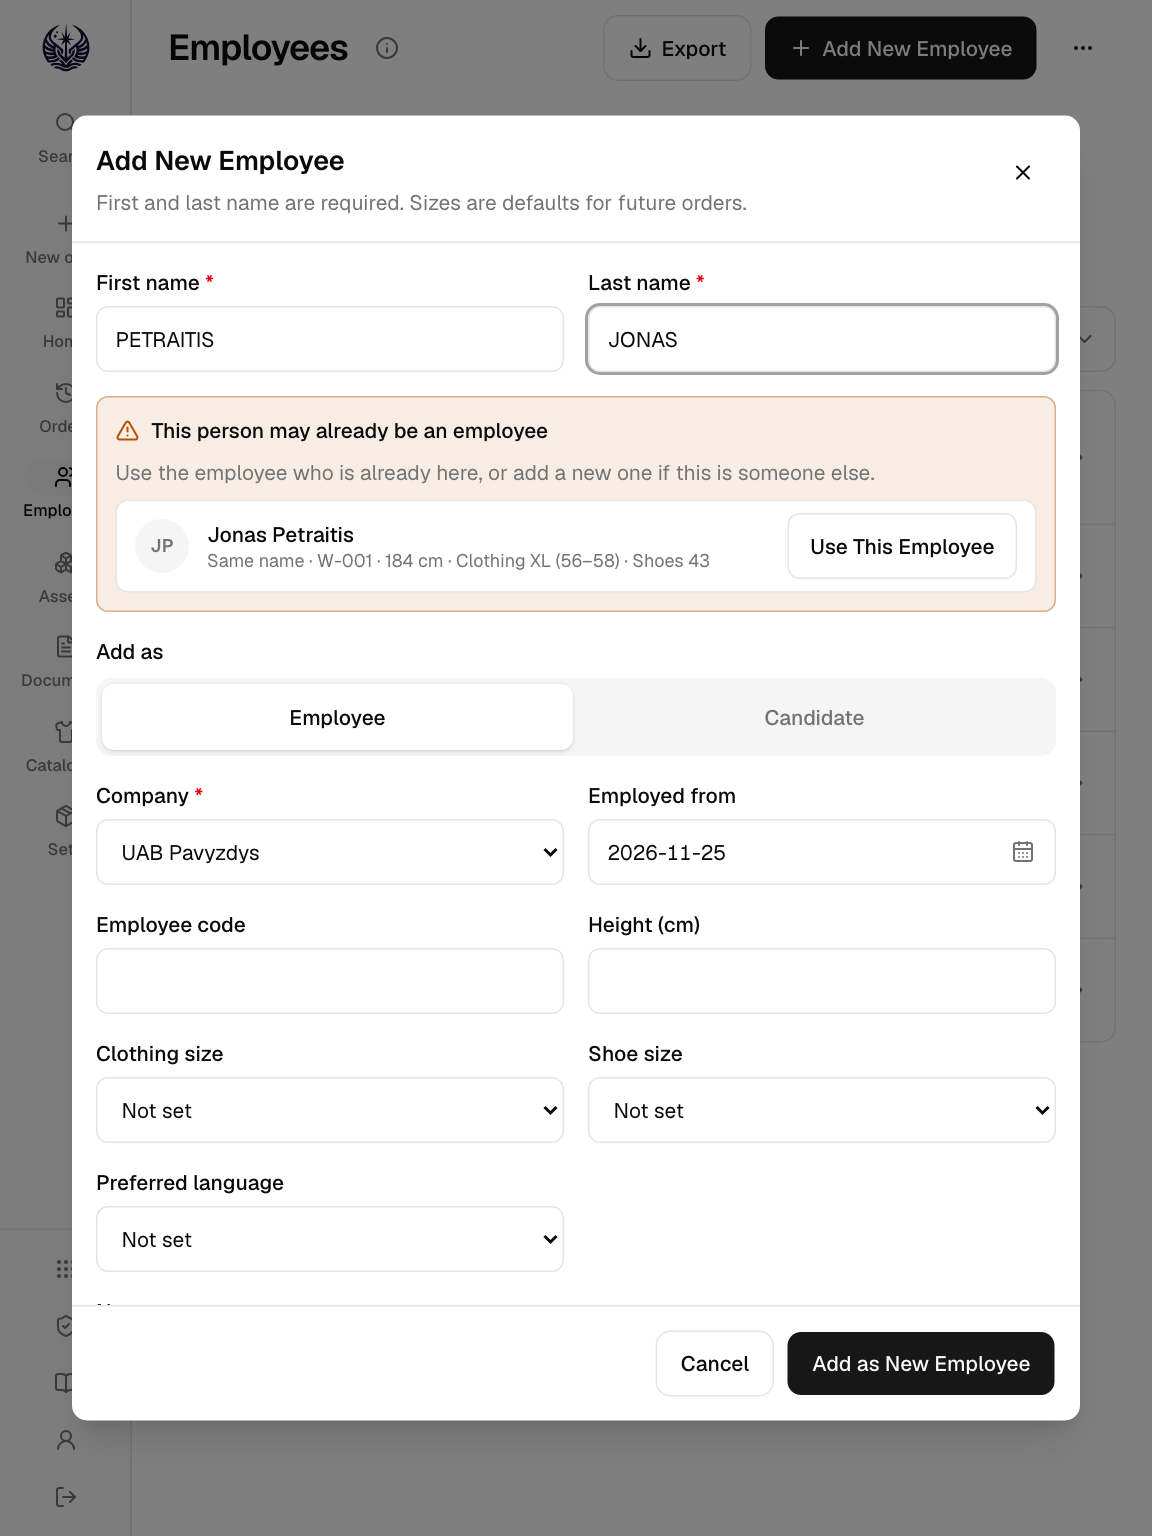 Employees
Export
Add New Employee
Add New Employee
First and last name are required. Sizes are defaults for future orders.
First name *
Last name *
PETRAITIS
JONAS
This person may already be an employee
Use the employee who is already here, or add a new one if this is someone else.
JP
Jonas Petraitis
Same name · W-001 · 184 cm · Clothing XL (56–58) · Shoes 43
Use This Employee
Add as
Employee
Candidate
Company *
Employed from
UAB Pavyzdys
2026-11-25
Employee code
Height (cm)
Clothing size
Shoe size
Not set
Not set
Preferred language
Not set
Cancel
Add as New Employee